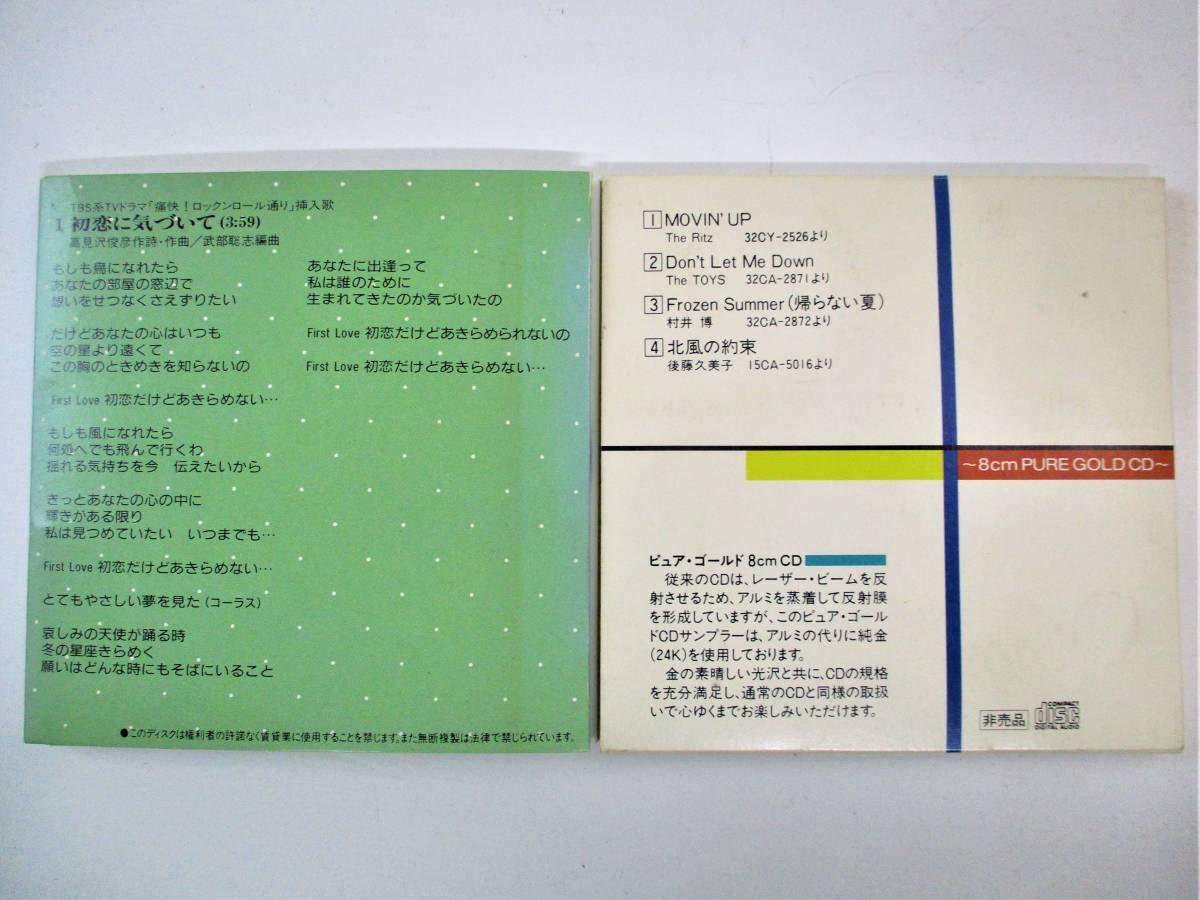 TBS系TVドラマ「痛快!ロックンロール通り」挿入歌
1 初恋に気づいて(3:59)
高見沢俊彦作詩・作曲／武部聡志編曲
もしも鳥になれたら
あなたの部屋の窓辺で
想いをせつなくさえずりたい
だけどあなたの心はいつも
空の星より遠くて
この胸のときめきを知らないの
First Love 初恋だけどあきらめない…
もしも風になれたら
何処へでも飛んで行くわ
揺れる気持ちを今　伝えたいから
きっとあなたの心の中に
輝きがある限り
私は見つめていたい　いつまでも…
First Love 初恋だけどあきらめない…
とてもやさしい夢を見た(コーラス)
哀しみの天使が踊る時
冬の星座きらめく
願いはどんな時にもそばにいること
あなたに出逢って
私は誰のために
生まれてきたのか気づいたの
First Love 初恋だけどあきらめられないの
First Love 初恋だけどあきらめない…
●このディスクは権利者の許諾なく賃貸業に使用することを禁じます。また無断複製は法律で禁じられています。
1 MOVIN' UP
The Ritz 32CY-2526より
2 Don't Let Me Down
The TOYS 32CA-2871より
3 Frozen Summer(帰らない夏)
村井 博 32CA-2872より
4 北風の約束
後藤久美子 15CA-5016より
～8cm PURE GOLD CD～
ピュア・ゴールド 8cm CD
従来のCDは、レーザー・ビームを反
射させるため、アルミを蒸着して反射膜
を形成していますが、このピュア・ゴール
ドCDサンプラーは、アルミの代りに純金
(24K)を使用しております。
金の素晴しい光沢と共に、CDの規格
を充分満足し、通常のCDと同様の取扱
いで心ゆくまでお楽しみいただけます。
非売品
COMPACT
disc
DIGITAL AUDIO